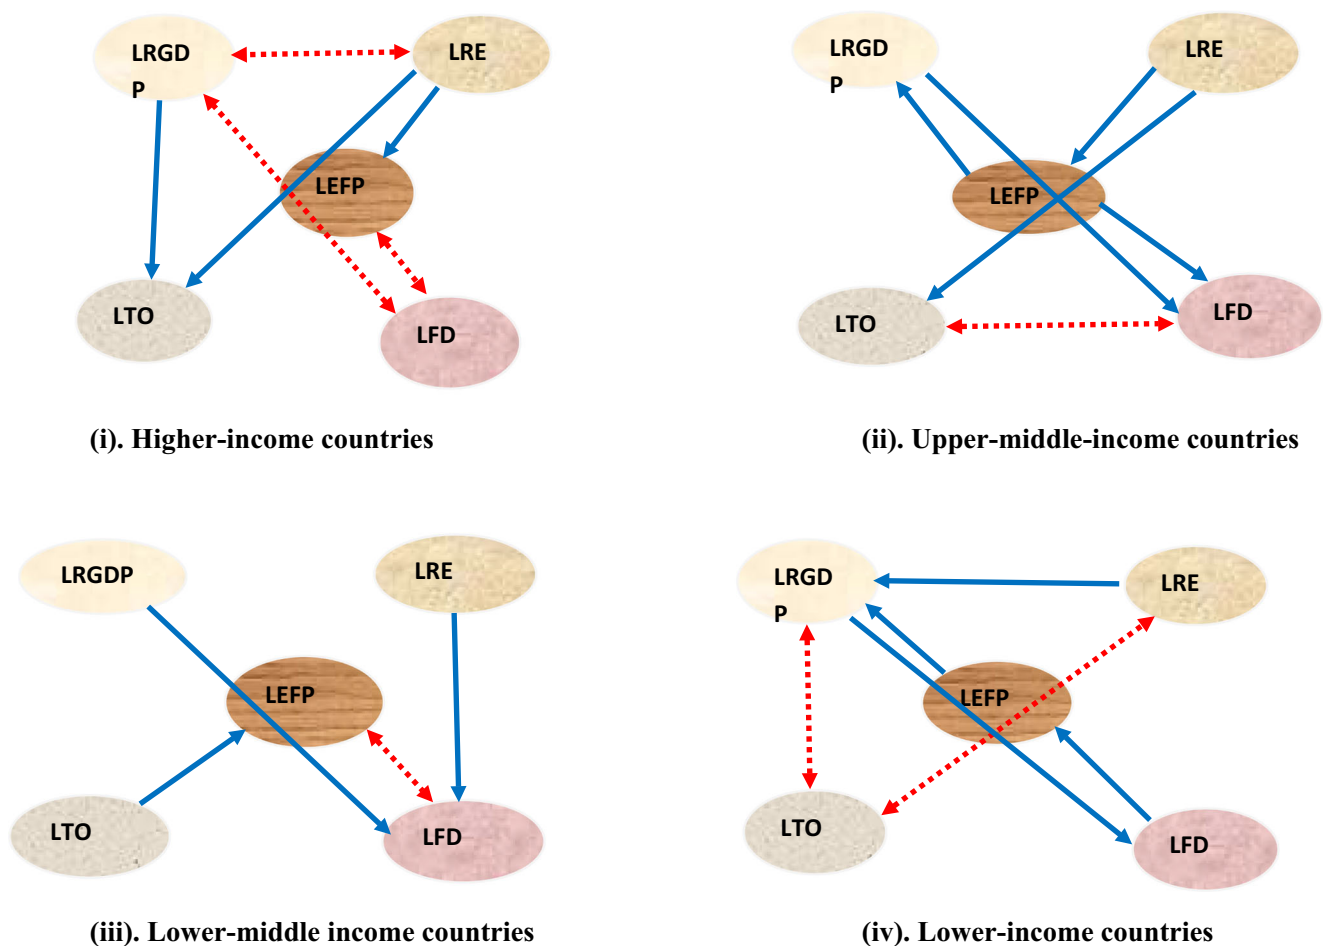 LRGD
P
LRE
LEFP
LTO
LFD
(i). Higher-income countries
LRGD
P
LRE
LEFP
LTO
LFD
(ii). Upper-middle-income countries
LRGDP
LRE
LEFP
LTO
LFD
(iii). Lower-middle income countries
LRGD
P
LRE
LEFP
LTO
LFD
(iv). Lower-income countries